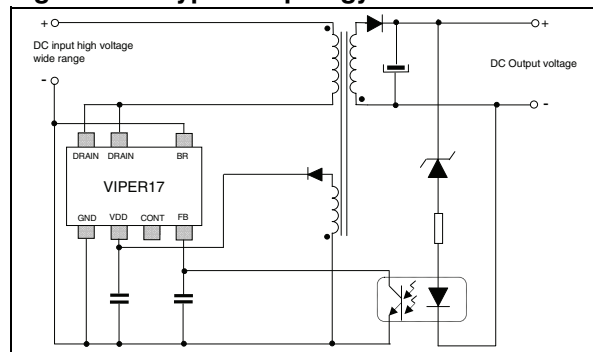 +
+
DC input high voltage
wide range
DC Output voltage
-
-
DRAIN
DRAIN
BR
VIPER17
GND
VDD
CONT
FB